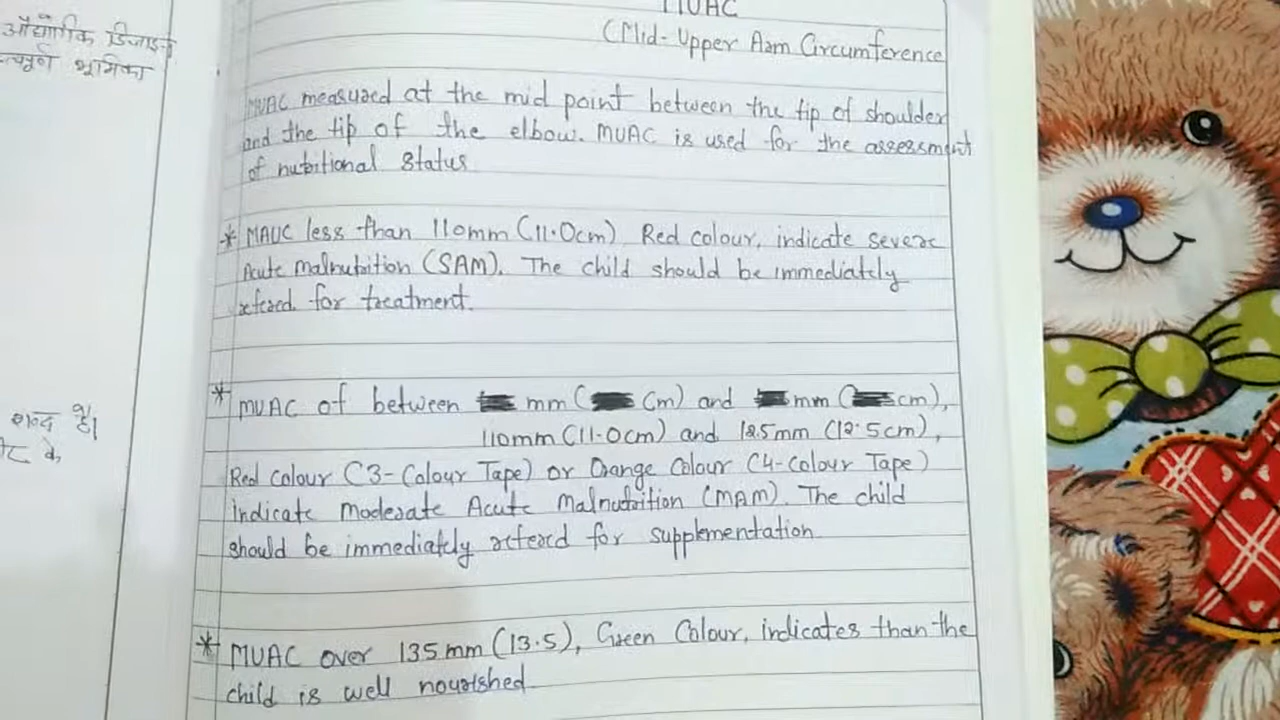 औद्योगिक डिजाइन
भूमिका
शब्द है।
के
MUAC
(Mid-Upper Arm Circumference
MUAC measured at the mid point between the tip of shoulder
and the tip of the elbow. MUAC is used for the assessment
of nutritional status
* MAUC less than 110mm (11.0cm) Red colour, indicate severe
Acute malnutrition (SAM). The child should be immediately
refered for treatment.
* MUAC of between mm ( cm) and mm ( cm),
110mm (11.0cm) and 125mm (12.5cm),
Red colour (3-Colour Tape) or Orange Colour (4-Colour Tape)
indicate Moderate Acute Malnutrition (MAM). The child
should be immediately refered for supplementation
* MUAC over 135mm (13.5), Green Colour, indicates than the
child is well nourished